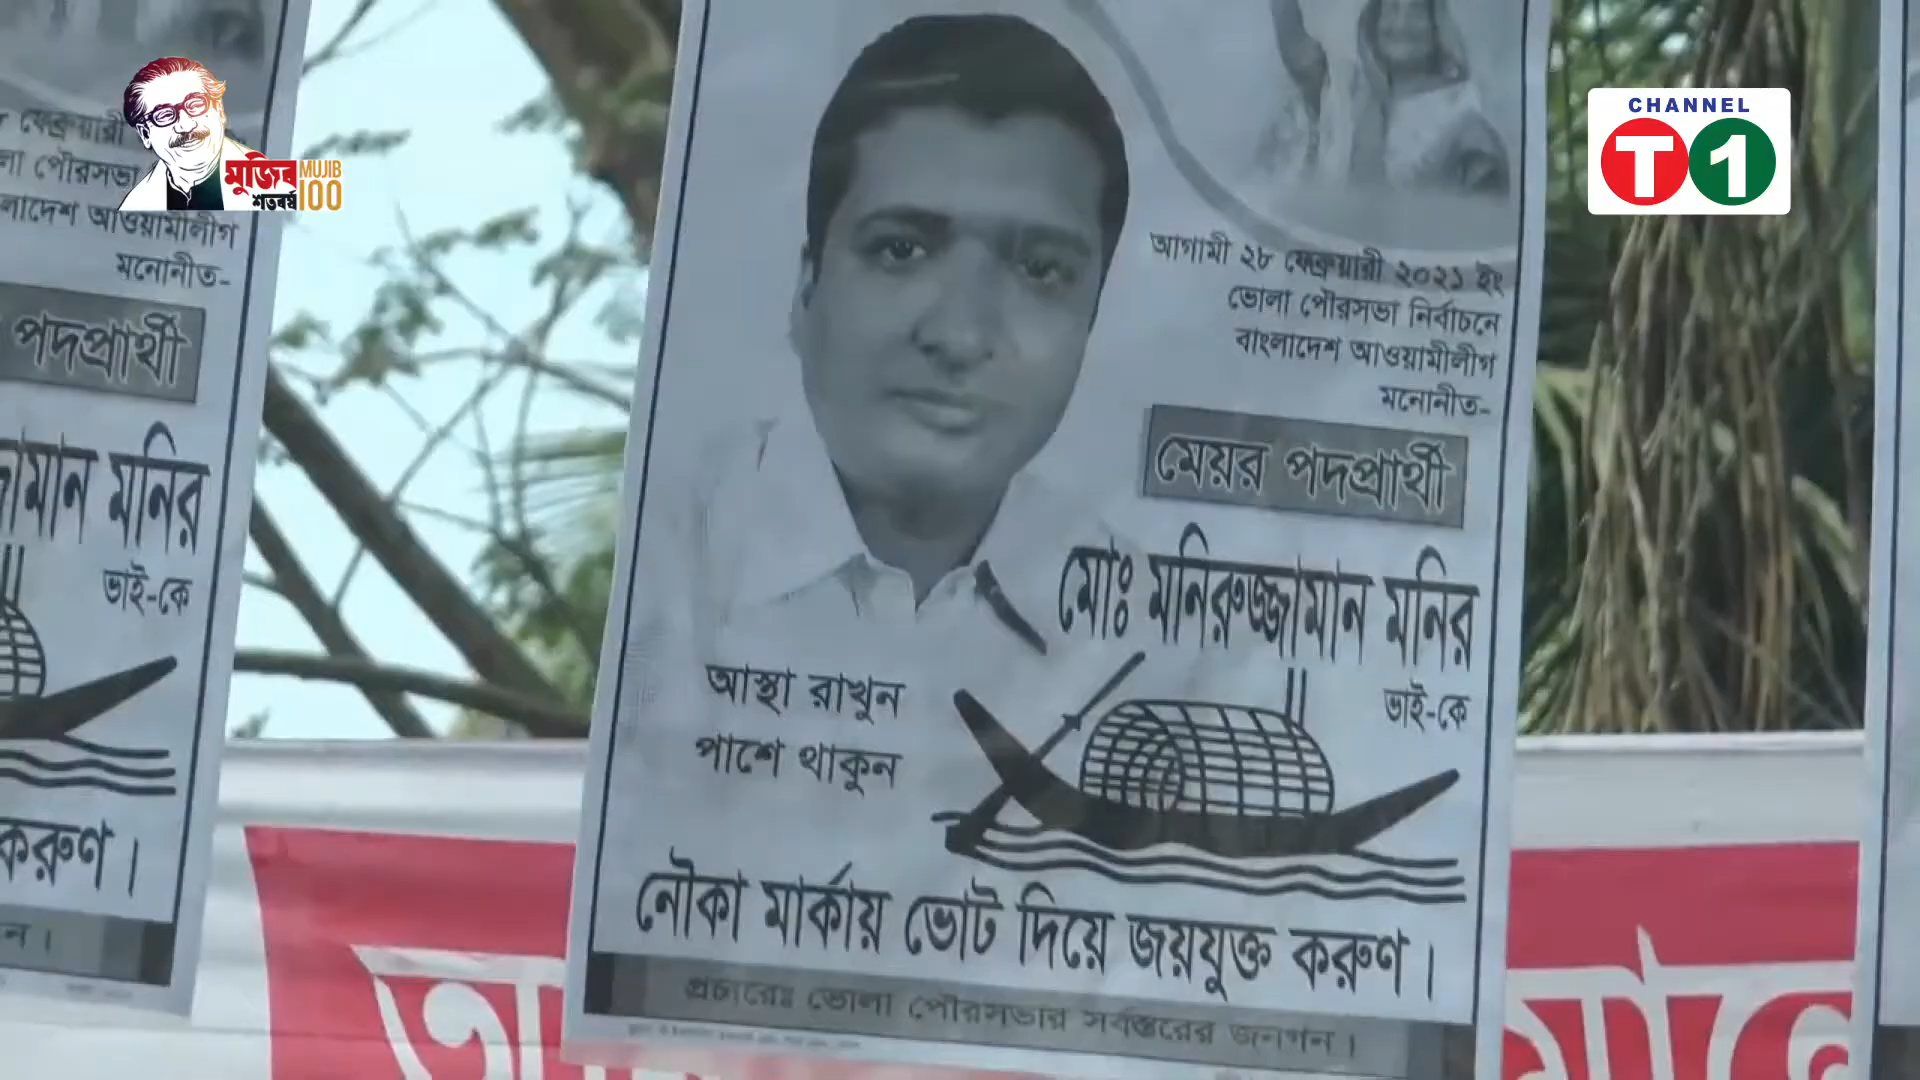 মুজিব
শতবর্ষ
MUJIB
100
CHANNEL
T1
ফেব্রুয়ারী
পৌরসভা
আওয়ামীলীগ
মনোনীত-
পদপ্রার্থী
মনির
ভাই-কে
করুণ।
আগামী ২৮ ফেব্রুয়ারী ২০২১ ইং
ভোলা পৌরসভা নির্বাচনে
বাংলাদেশ আওয়ামীলীগ
মনোনীত-
মেয়র পদপ্রার্থী
মোঃ মনিরুজ্জামান মনির
ভাই-কে
আস্থা রাখুন
পাশে থাকুন
নৌকা মার্কায় ভোট দিয়ে জয়যুক্ত করুণ।
প্রচারেঃ ভোলা পৌরসভার সর্বস্তরের জনগন।